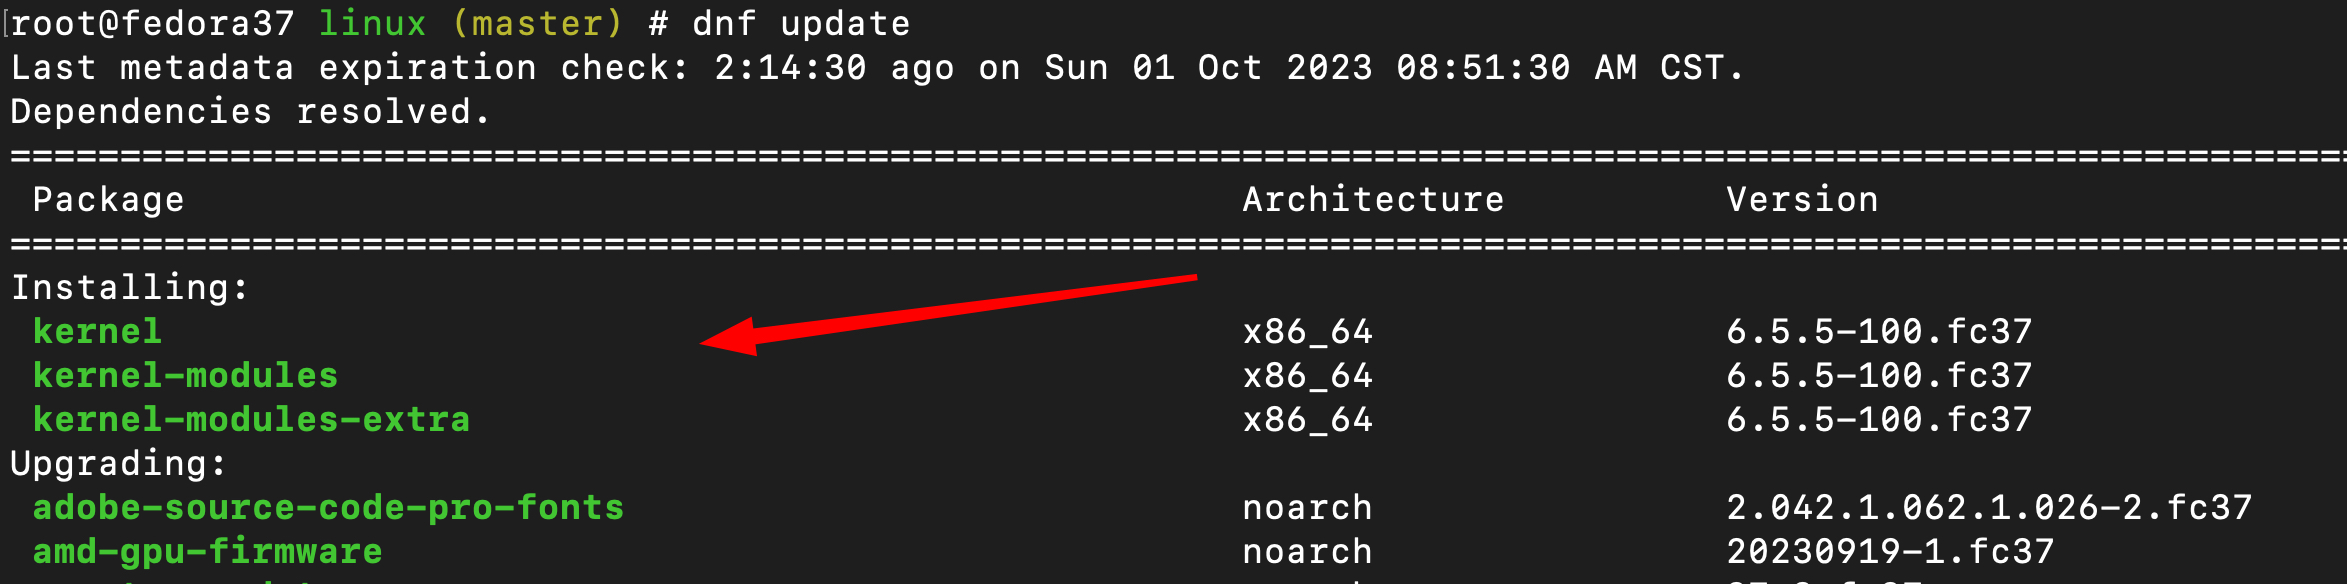 [root@fedora37 linux (master) # dnf update
Last metadata expiration check: 2:14:30 ago on Sun 01 Oct 2023 08:51:30 AM CST.
Dependencies resolved.
================================================================================
Package Architecture Version
================================================================================
Installing:
kernel x86_64 6.5.5-100.fc37
kernel-modules x86_64 6.5.5-100.fc37
kernel-modules-extra x86_64 6.5.5-100.fc37
Upgrading:
adobe-source-code-pro-fonts noarch 2.042.1.062.1.026-2.fc37
amd-gpu-firmware noarch 20230919-1.fc37